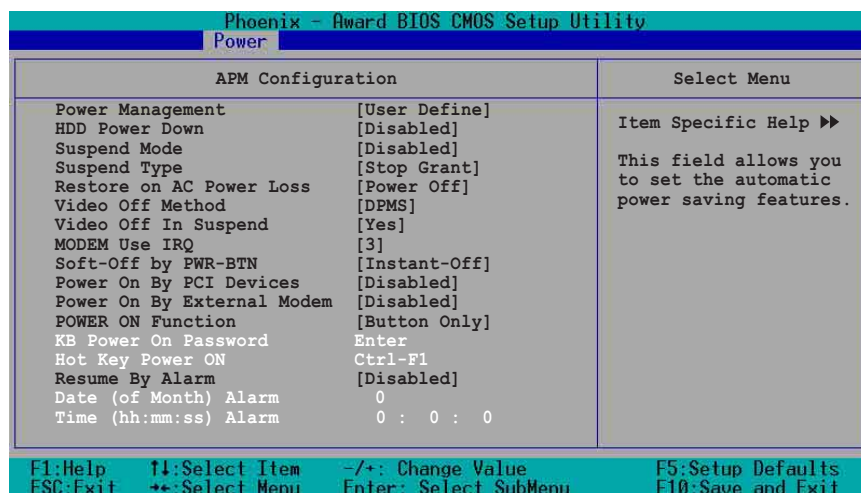 Phoenix - Award BIOS CMOS Setup Utility
Power
APM Configuration
Select Menu
Power Management [User Define]
HDD Power Down [Disabled]
Suspend Mode [Disabled]
Suspend Type [Stop Grant]
Restore on AC Power Loss [Power Off]
Video Off Method [DPMS]
Video Off In Suspend [Yes]
MODEM Use IRQ [3]
Soft-Off by PWR-BTN [Instant-Off]
Power On By PCI Devices [Disabled]
Power On By External Modem [Disabled]
POWER ON Function [Button Only]
KB Power On Password Enter
Hot Key Power ON Ctrl-F1
Resume By Alarm [Disabled]
Date (of Month) Alarm 0
Time (hh:mm:ss) Alarm 0 : 0 : 0
Item Specific Help ▶▶
This field allows you
to set the automatic
power saving features.
F1:Help ↑↓:Select Item -/+: Change Value F5:Setup Defaults
ESC:Exit →←:Select Menu Enter: Select SubMenu F10:Save and Exit